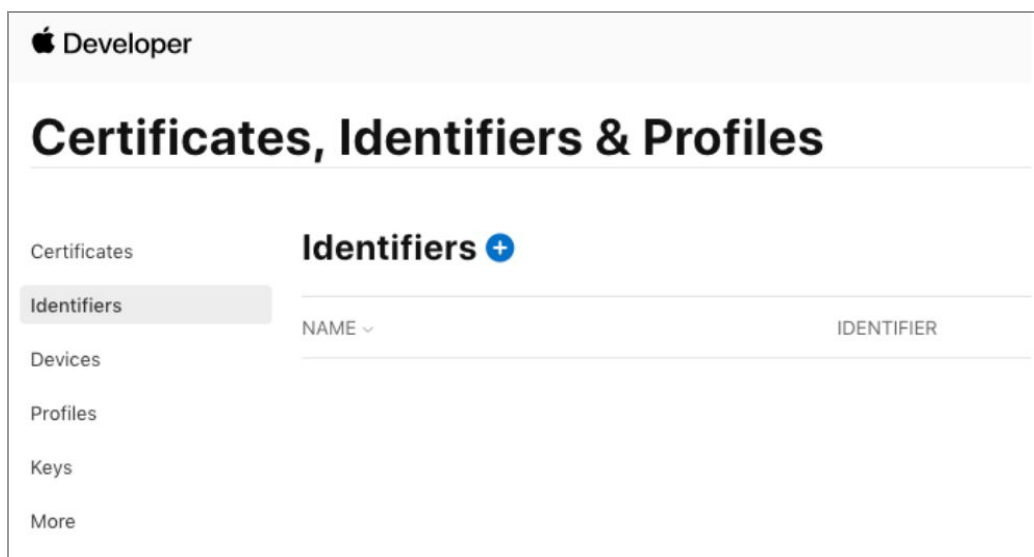 Developer
Certificates, Identifiers & Profiles
Certificates
Identifiers
Devices
Profiles
Keys
More
Identifiers
NAME
IDENTIFIER